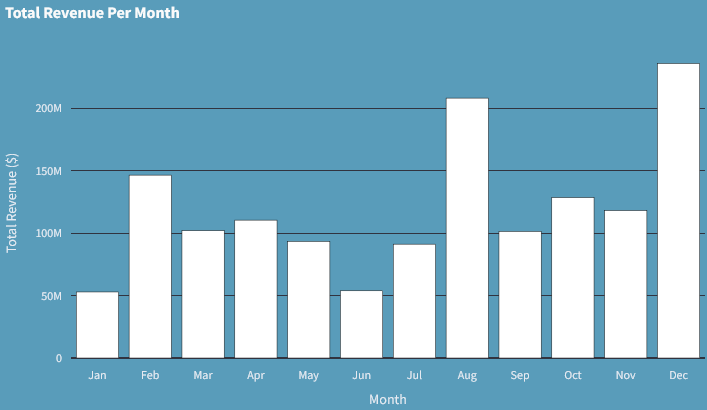 Total Revenue Per Month
Total Revenue ($)
200M
150M
100M
50M
0
Jan Feb Mar Apr May Jun Jul Aug Sep Oct Nov Dec
Month